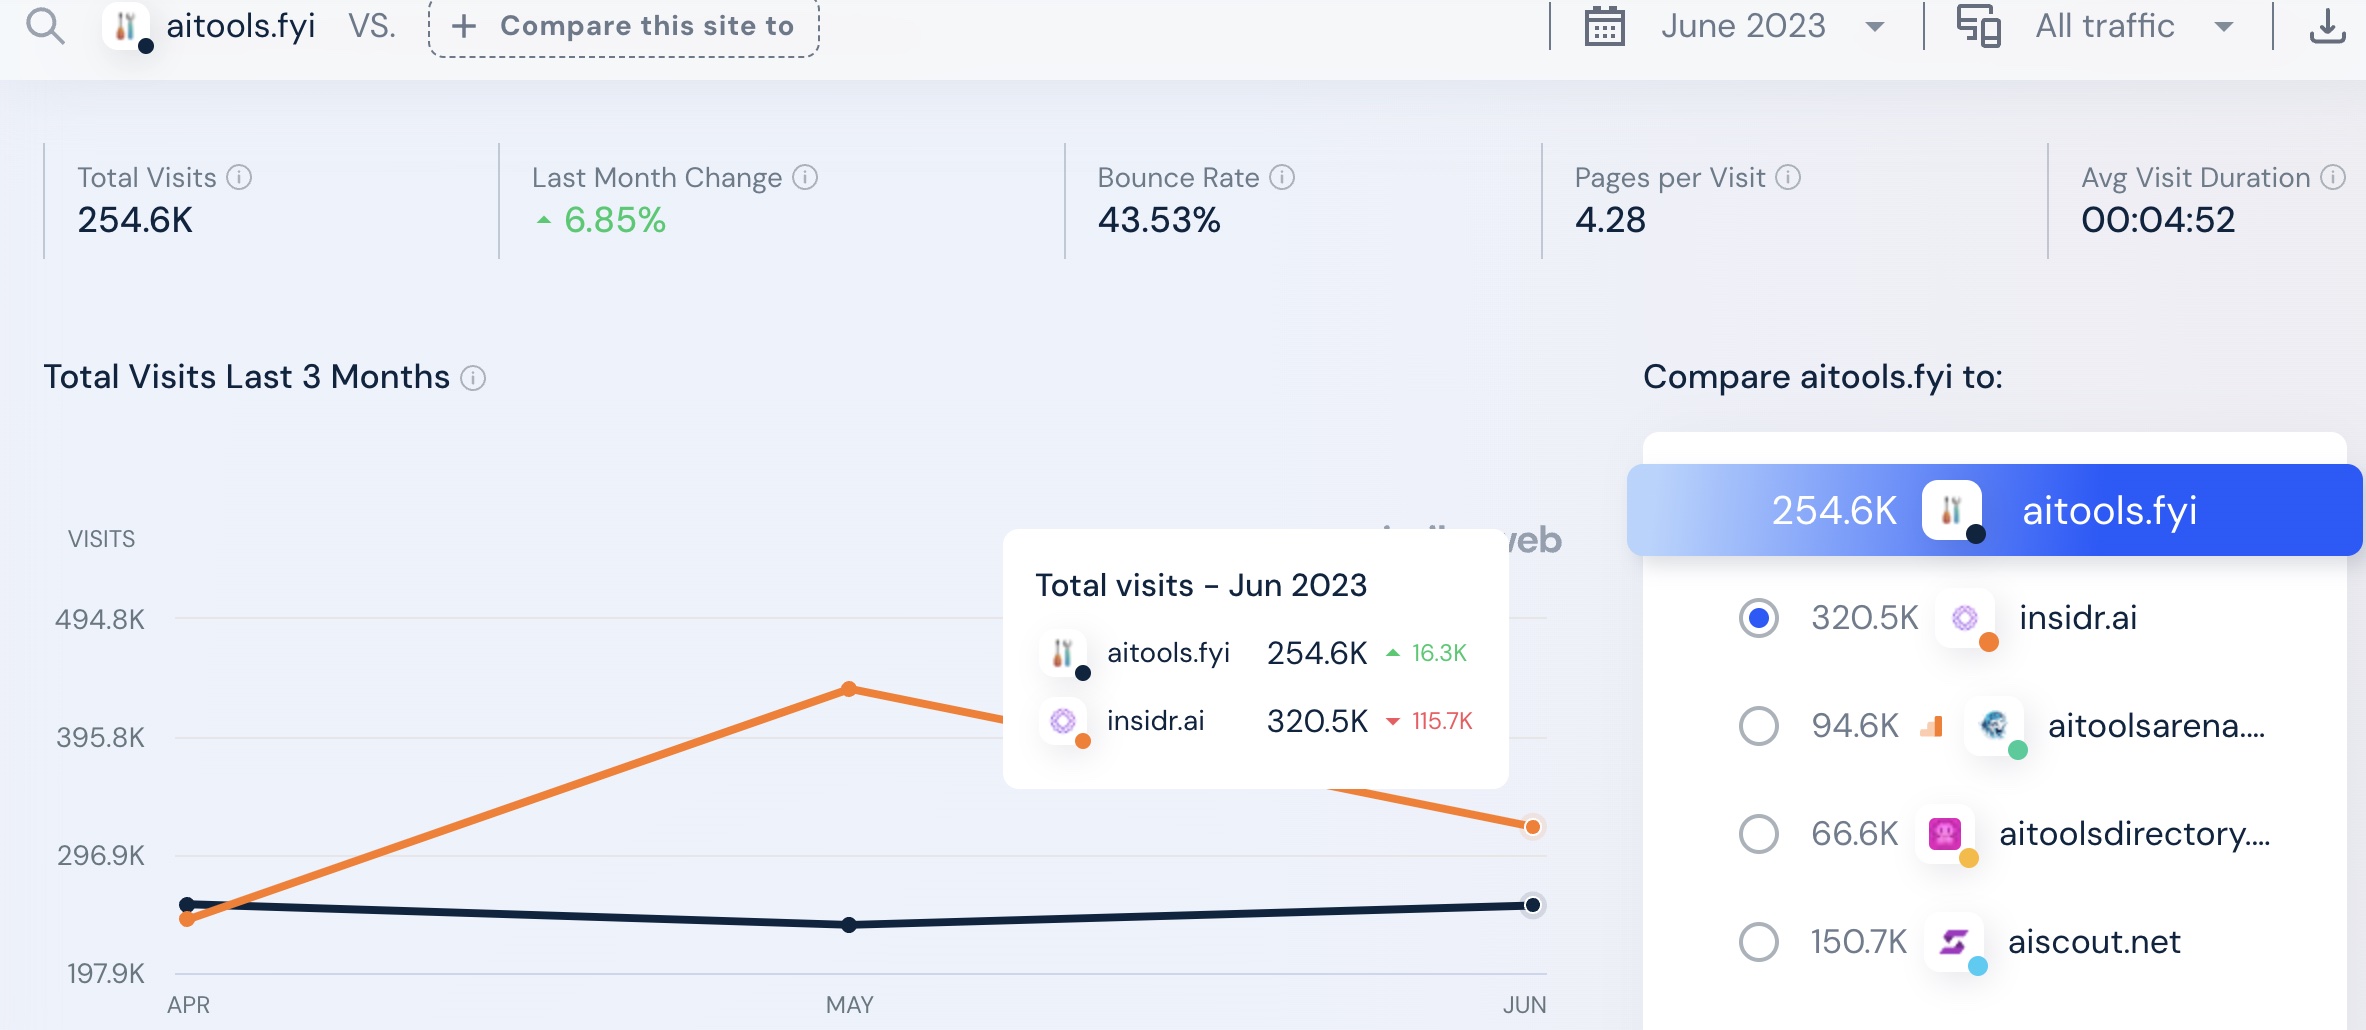 aitools.fyi VS. + Compare this site to June 2023 All traffic
Total Visits Last Month Change Bounce Rate Pages per Visit Avg Visit Duration
254.6K 6.85% 43.53% 4.28 00:04:52
Total Visits Last 3 Months
VISITS
494.8K
395.8K
296.9K
197.9K
APR MAY JUN
Total visits - Jun 2023
aitools.fyi 254.6K 16.3K
insidr.ai 320.5K 115.7K
Compare aitools.fyi to:
254.6K aitools.fyi
320.5K insidr.ai
94.6K aitoolsarena....
66.6K aitoolsdirectory....
150.7K aiscout.net